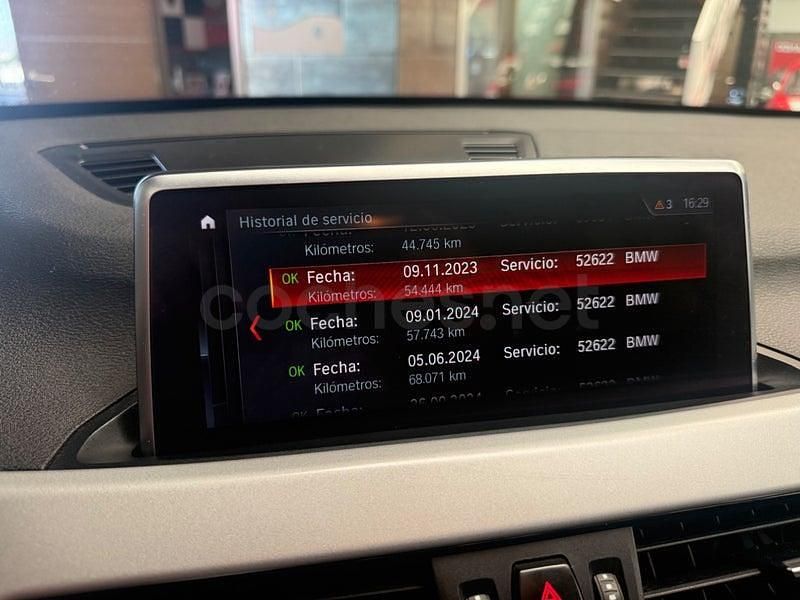 3 16:29
Historial de servicio
Kilómetros: 44.745 km
OK Fecha: 09.11.2023 Servicio: 52622 BMW
Kilómetros: 54.444 km
OK Fecha: 09.01.2024 Servicio: 52622 BMW
Kilómetros: 57.743 km
OK Fecha: 05.06.2024 Servicio: 52622 BMW
Kilómetros: 68.071 km
coches.net